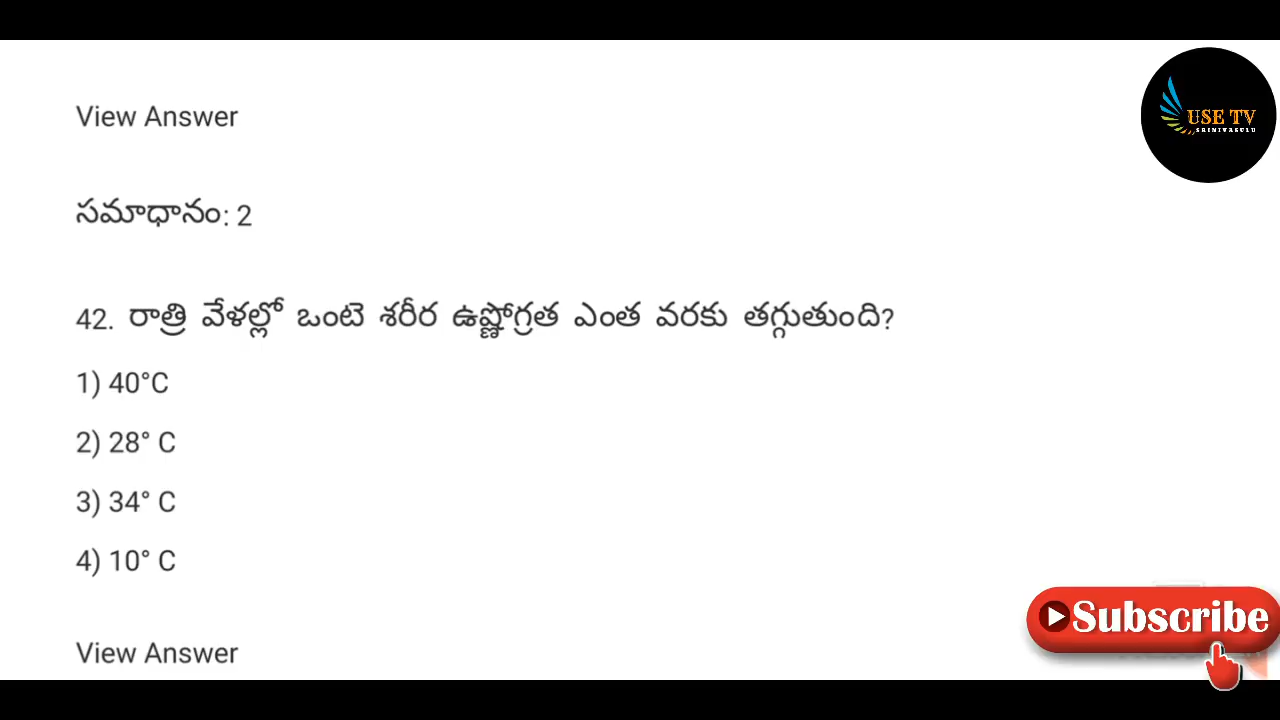 View Answer
USE TV
SRINIVASULU
సమాధానం: 2
42. రాత్రి వేళల్లో ఒంటె శరీర ఉష్ణోగ్రత ఎంత వరకు తగ్గుతుంది?
1) 40°C
2) 28° C
3) 34° C
4) 10° C
Subscribe
View Answer